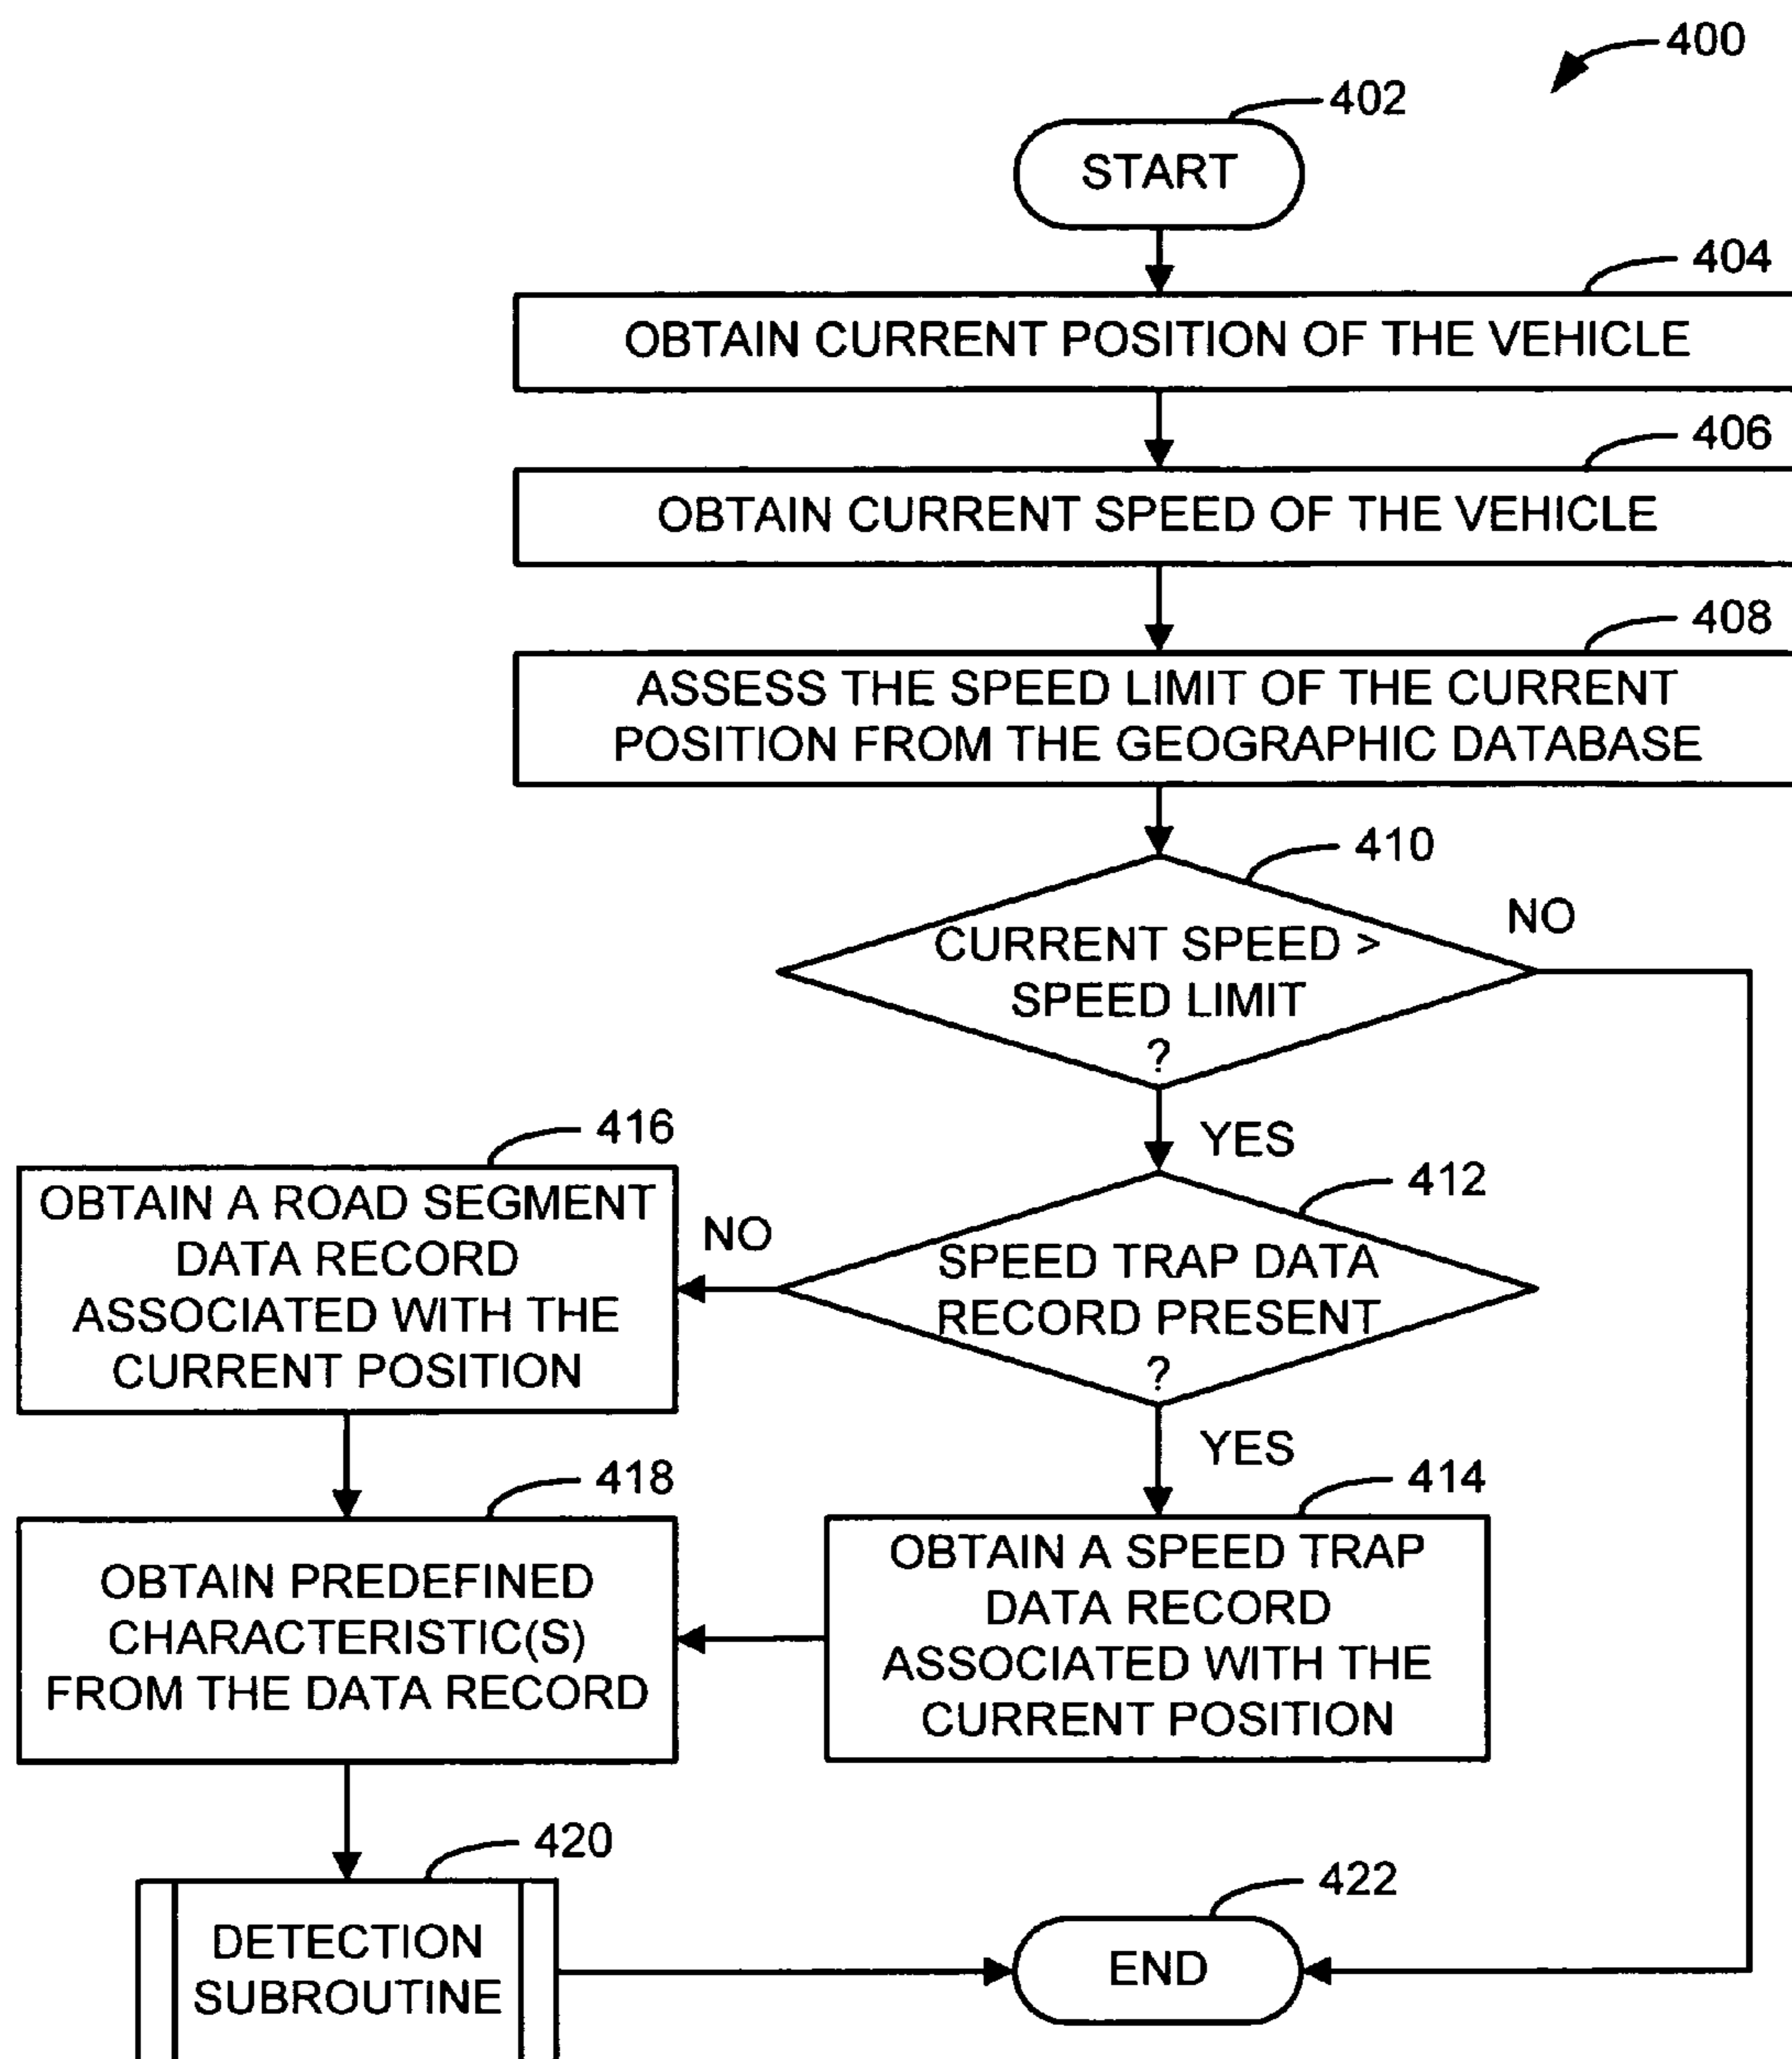 400
402
START
404
OBTAIN CURRENT POSITION OF THE VEHICLE
406
OBTAIN CURRENT SPEED OF THE VEHICLE
408
ASSESS THE SPEED LIMIT OF THE CURRENT
POSITION FROM THE GEOGRAPHIC DATABASE
410
NO
CURRENT SPEED >
SPEED LIMIT
?
YES
412
SPEED TRAP DATA
RECORD PRESENT
?
NO
416
OBTAIN A ROAD SEGMENT
DATA RECORD
ASSOCIATED WITH THE
CURRENT POSITION
YES
414
OBTAIN A SPEED TRAP
DATA RECORD
ASSOCIATED WITH THE
CURRENT POSITION
418
OBTAIN PREDEFINED
CHARACTERISTIC(S)
FROM THE DATA RECORD
420
DETECTION
SUBROUTINE
422
END